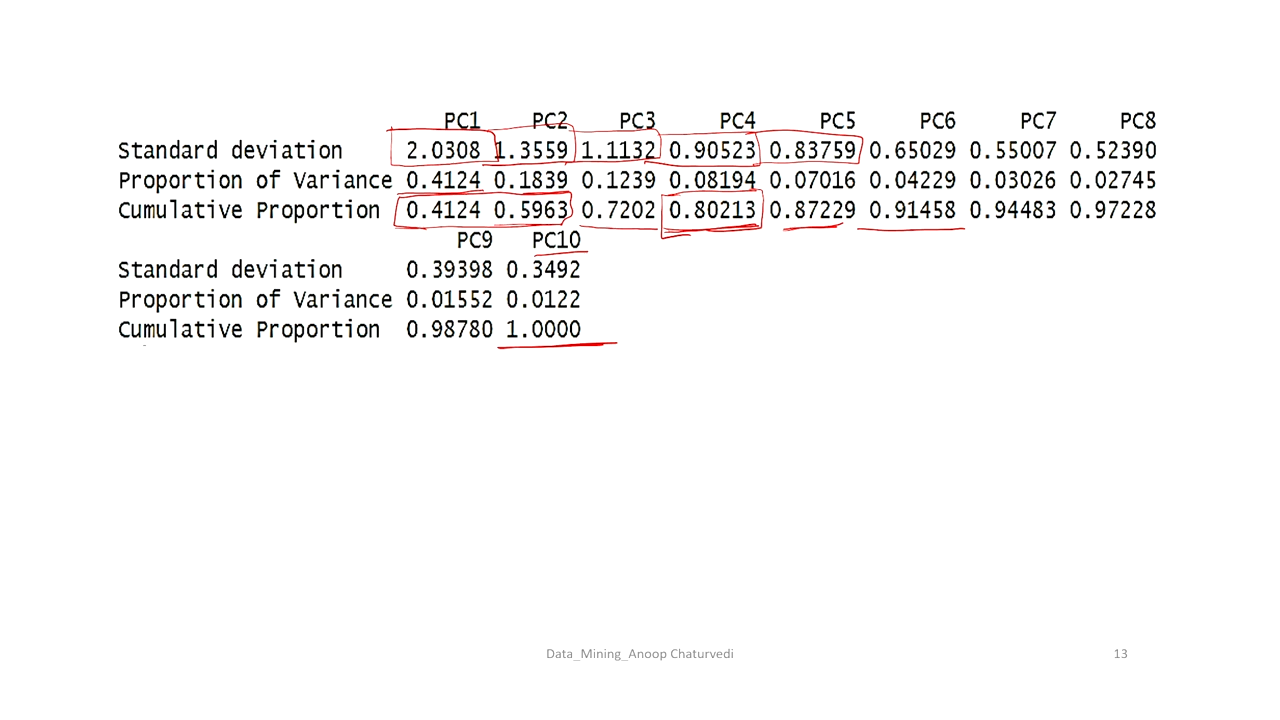 PC1 PC2 PC3 PC4 PC5 PC6 PC7 PC8
Standard deviation 2.0308 1.3559 1.1132 0.90523 0.83759 0.65029 0.55007 0.52390
Proportion of Variance 0.4124 0.1839 0.1239 0.08194 0.07016 0.04229 0.03026 0.02745
Cumulative Proportion 0.4124 0.5963 0.7202 0.80213 0.87229 0.91458 0.94483 0.97228
PC9 PC10
Standard deviation 0.39398 0.3492
Proportion of Variance 0.01552 0.0122
Cumulative Proportion 0.98780 1.0000
Data_Mining_Anoop Chaturvedi 13